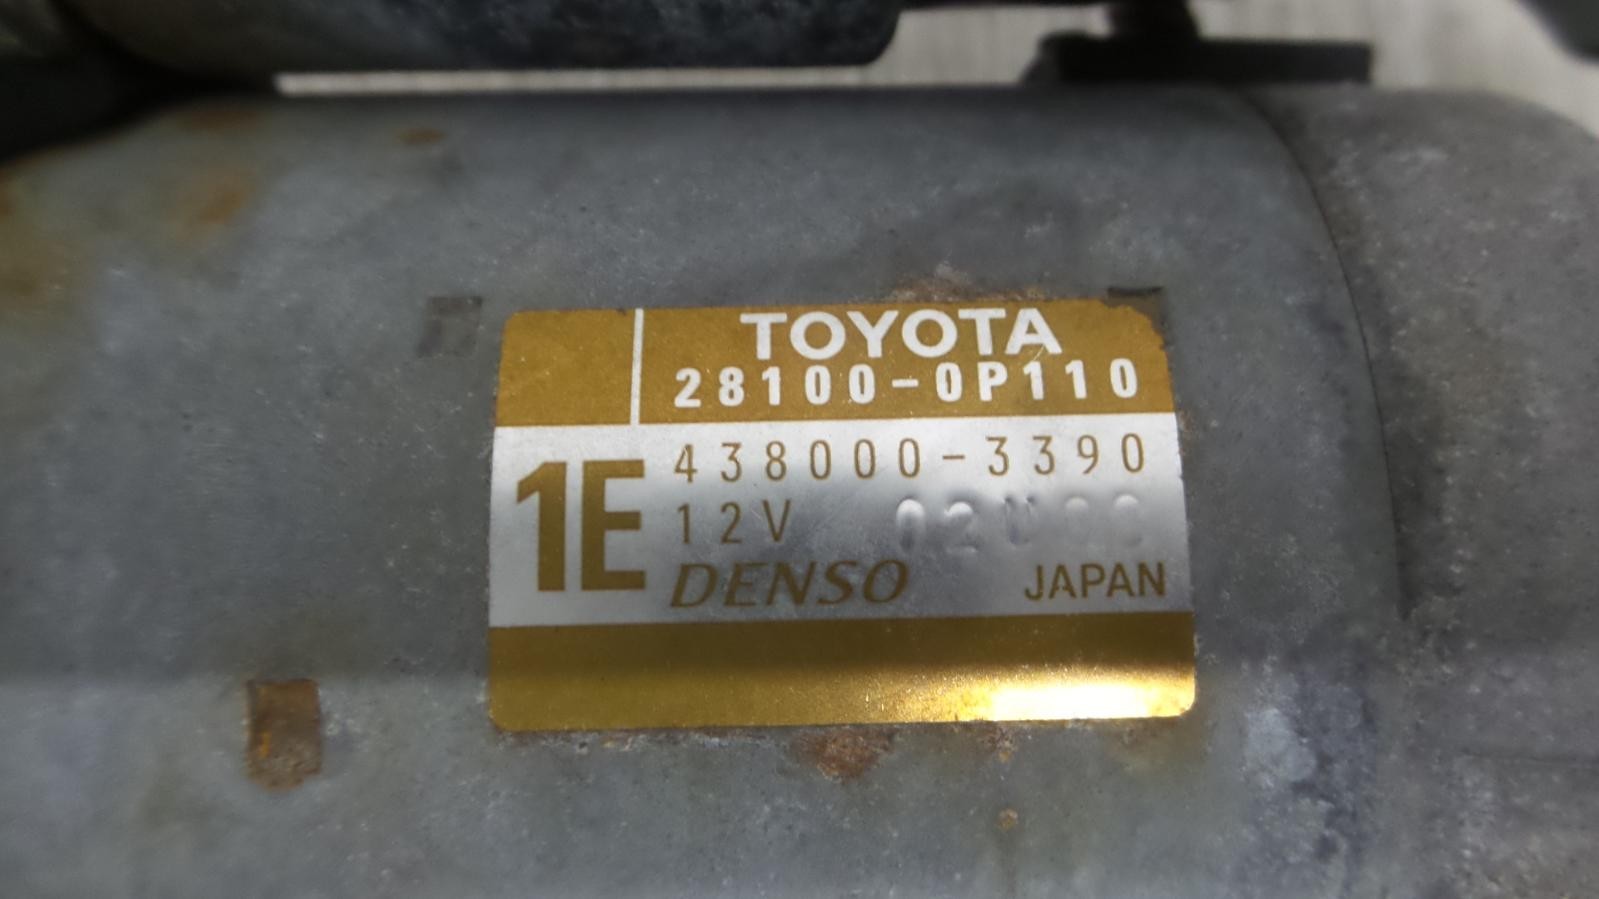 TOYOTA
28100-0P110
1E
438000-3390
12V
DENSO JAPAN